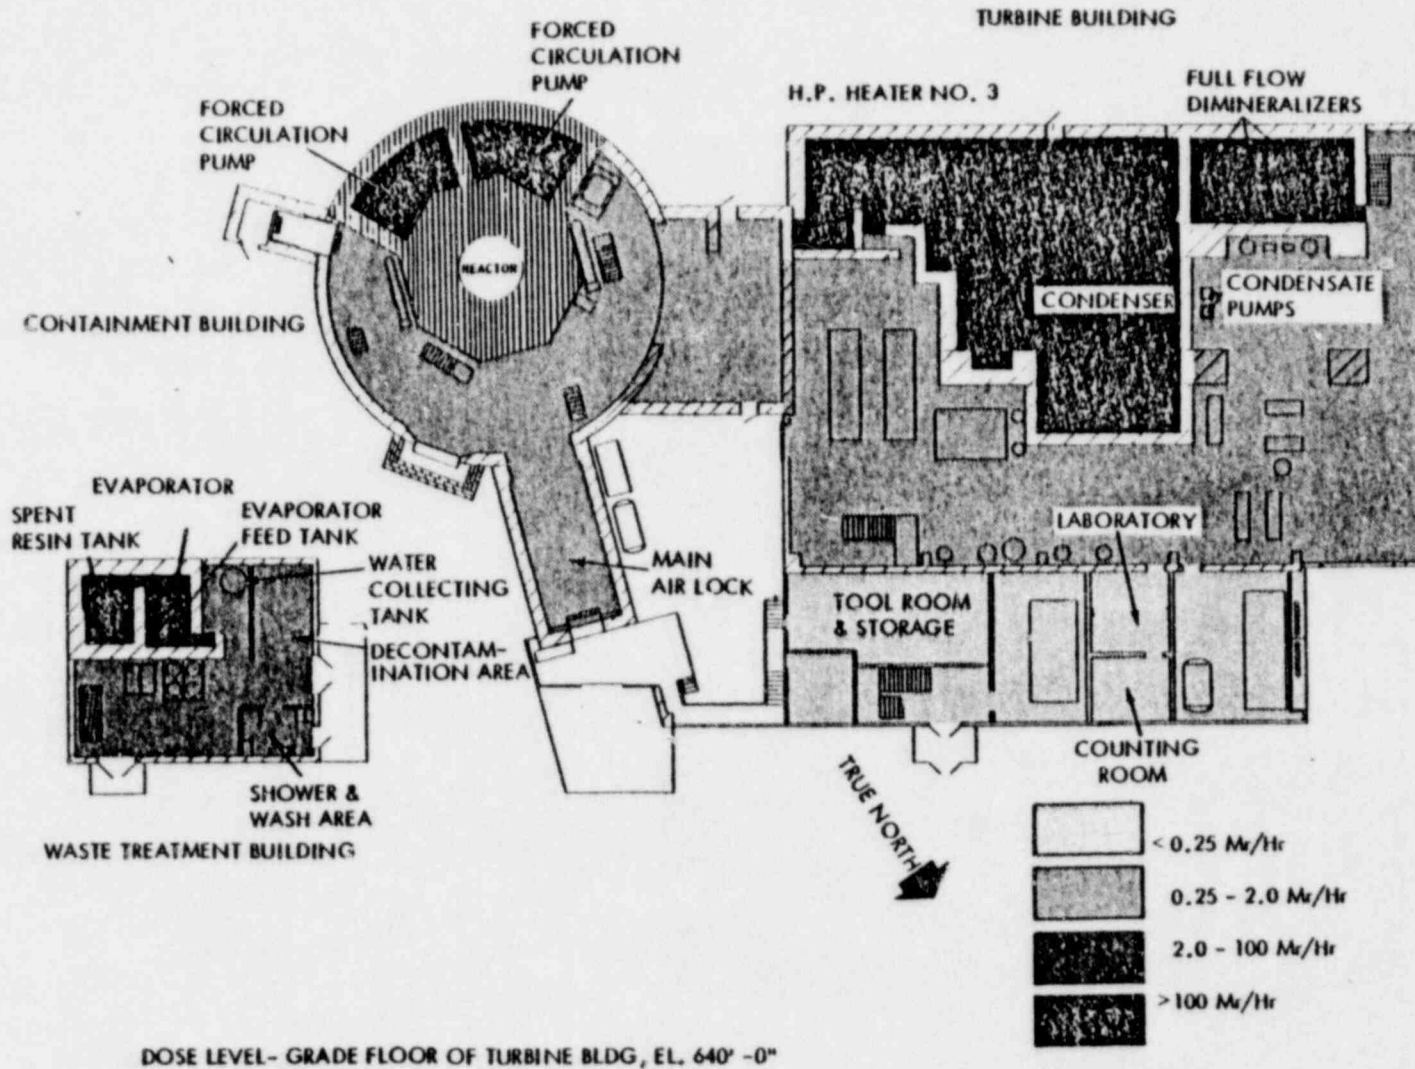 TURBINE BUILDING
FORCED
CIRCULATION
PUMP
FORCED
CIRCULATION
PUMP
H.P. HEATER NO. 3
FULL FLOW
DIMINERALIZERS
REACTOR
CONTAINMENT BUILDING
CONDENSER
CONDENSATE
PUMPS
EVAPORATOR
SPENT
RESIN TANK
EVAPORATOR
FEED TANK
WATER
COLLECTING
TANK
MAIN
AIR LOCK
LABORATORY
TOOL ROOM
& STORAGE
DECONTAM-
INATION AREA
COUNTING
ROOM
SHOWER &
WASH AREA
WASTE TREATMENT BUILDING
TRUE NORTH
< 0.25 Mr/Hr
0.25 - 2.0 Mr/Hr
2.0 - 100 Mr/Hr
> 100 Mr/Hr
DOSE LEVEL- GRADE FLOOR OF TURBINE BLDG, EL. 640' -0"